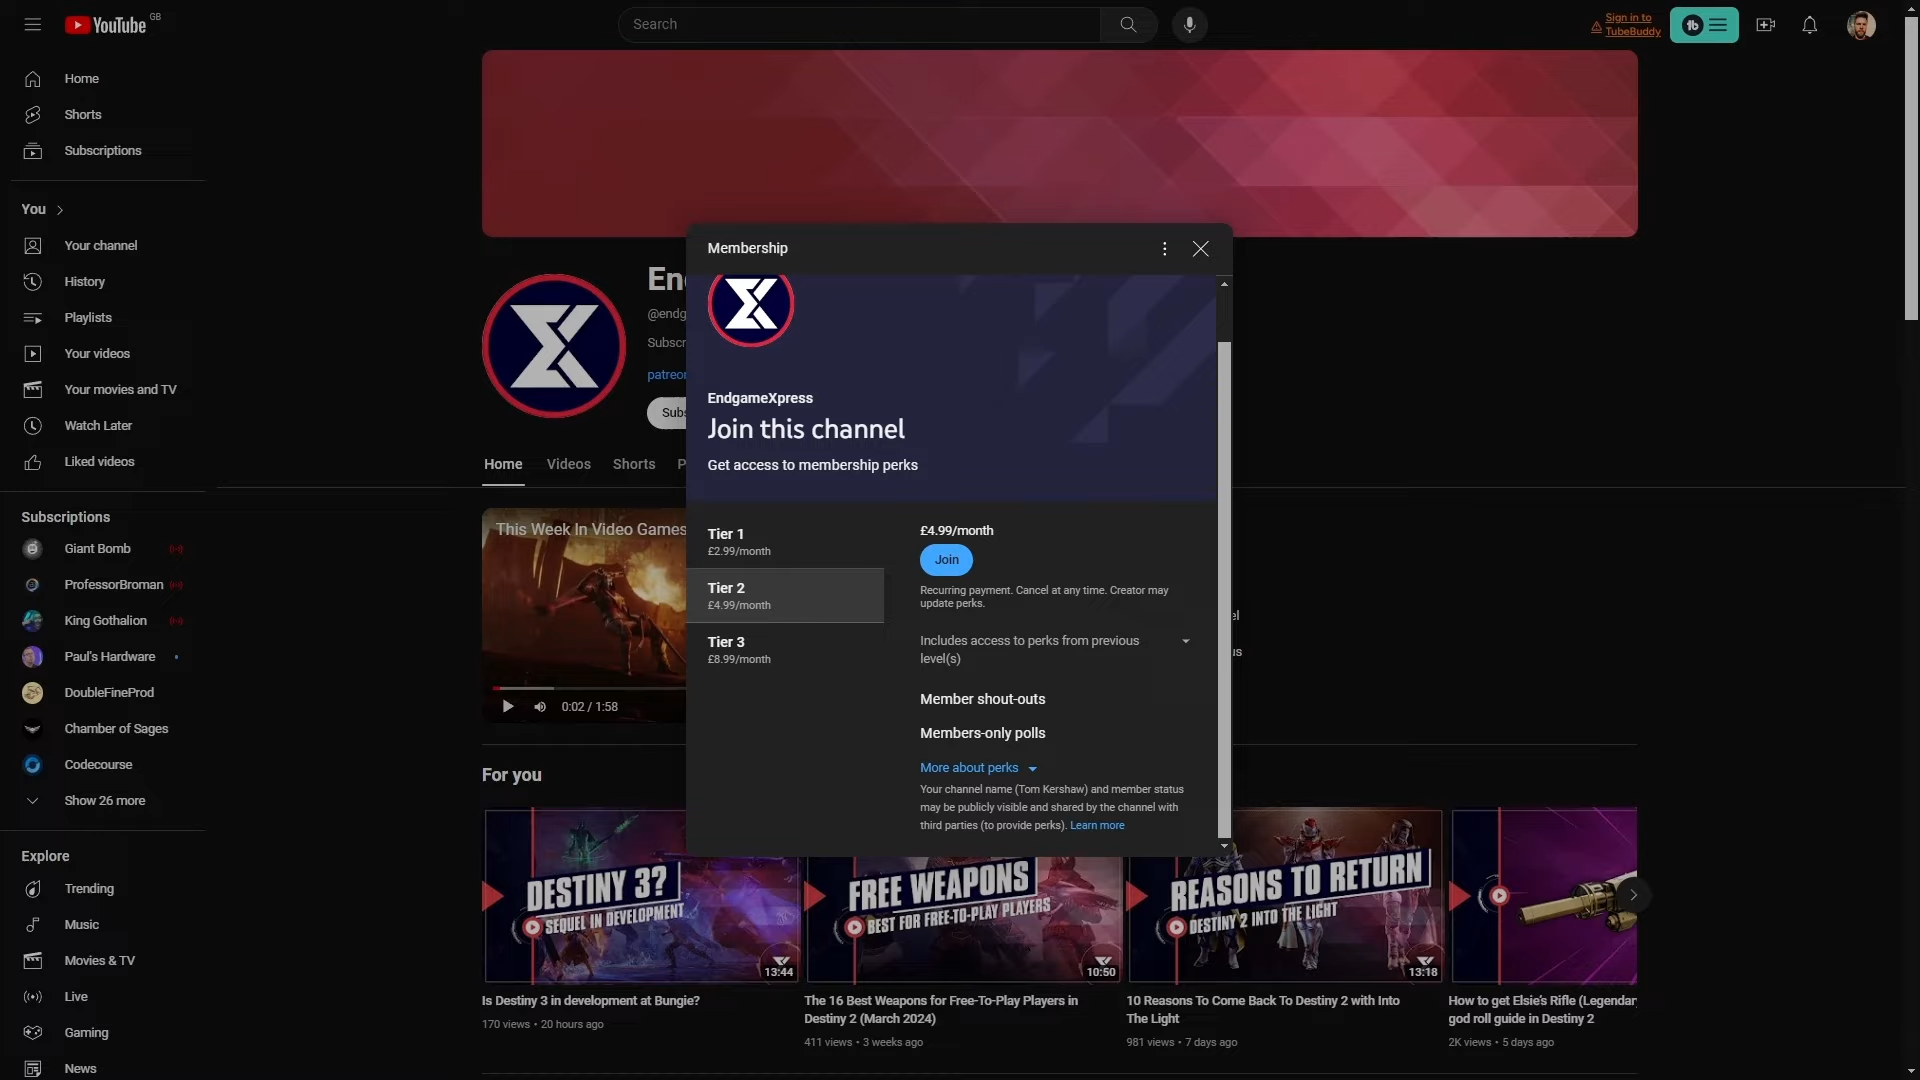 YouTube GB
Search
Sign in to
TubeBuddy
Home
Shorts
Subscriptions
You
Your channel
History
Playlists
Your videos
Your movies and TV
Watch Later
Liked videos
Subscriptions
Giant Bomb
ProfessorBroman
King Gothalion
Paul's Hardware
DoubleFineProd
Chamber of Sages
Codecourse
Show 26 more
Explore
Trending
Music
Movies & TV
Live
Gaming
News
En
@endg
Subscr
patreon
Subs
Home Videos Shorts P
This Week In Video Games
0:02 / 1:58
Membership
EndgameXpress
Join this channel
Get access to membership perks
Tier 1
£2.99/month
Tier 2
£4.99/month
Tier 3
£8.99/month
£4.99/month
Join
Recurring payment. Cancel at any time. Creator may
update perks.
Includes access to perks from previous
level(s)
Member shout-outs
Members-only polls
More about perks
Your channel name (Tom Kershaw) and member status
may be publicly visible and shared by the channel with
third parties (to provide perks). Learn more
el
us
For you
DESTINY 3?
SEQUEL IN DEVELOPMENT
13:44
Is Destiny 3 in development at Bungie?
170 views • 20 hours ago
FREE WEAPONS
BEST FOR FREE-TO-PLAY PLAYERS
10:50
The 16 Best Weapons for Free-To-Play Players in
Destiny 2 (March 2024)
411 views • 3 weeks ago
REASONS TO RETURN
DESTINY 2 INTO THE LIGHT
13:18
10 Reasons To Come Back To Destiny 2 with Into
The Light
981 views • 7 days ago
How to get Elsie's Rifle (Legendary
god roll guide in Destiny 2
2K views • 5 days ago